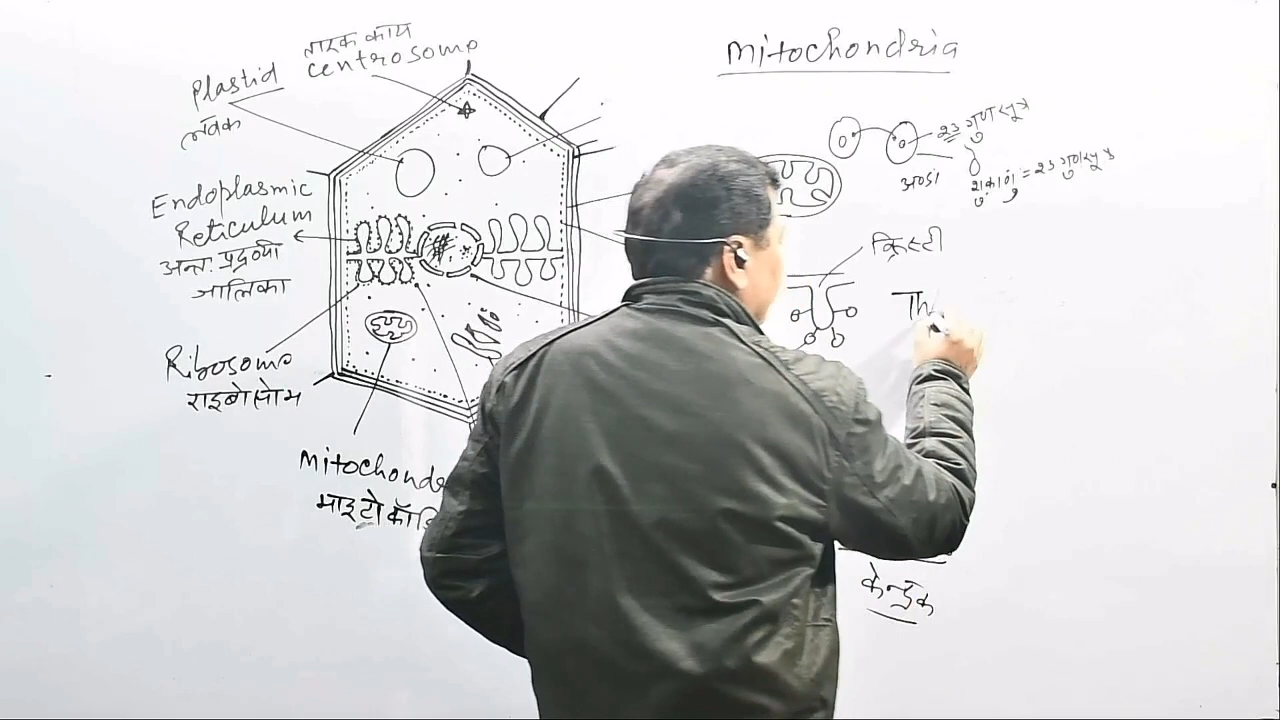 तारक काय
Centrosome
Plastid
लवक
Endoplasmic
Reticulum
अन्तः प्रद्रव्यी
जालिका
Ribosome
राइबोसोम
Mitochond
माइटोकॉ
Mitochondria
23 गुणसूत्र
अण्डा
शुक्राणु = 23 गुणसूत्र
क्रिस्टी
Th
केन्द्रक